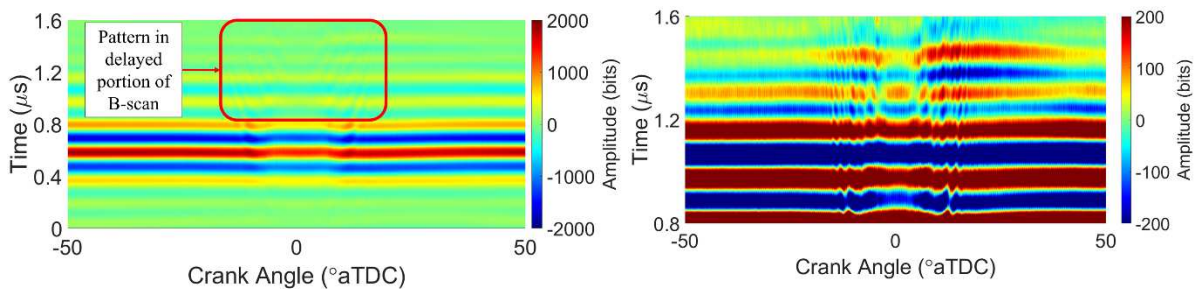 1.6
1.2
0.8
0.4
0
Time (μs)
Pattern in
delayed
portion of
B-scan
-50
0
50
Crank Angle (°aTDC)
2000
1000
0
-1000
-2000
Amplitude (bits)
1.6
1.2
0.8
Time (μs)
-50
0
50
Crank Angle (°aTDC)
200
100
0
-100
-200
Amplitude (bits)